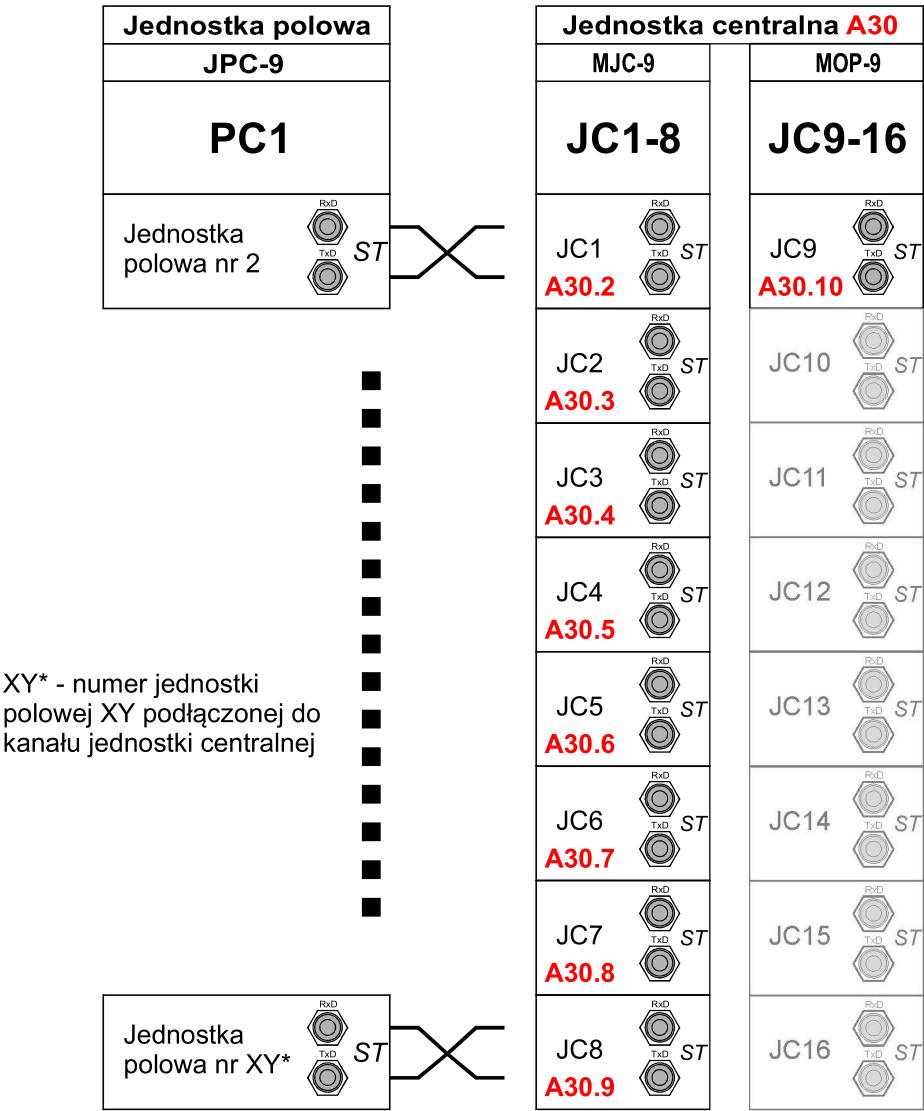 Jednostka polowa
JPC-9
PC1
Jednostka
polowa nr 2
RxD
TxD
ST
XY* - numer jednostki
polowej XY podłączonej do
kanału jednostki centralnej
Jednostka
polowa nr XY*
RxD
TxD
ST
Jednostka centralna A30
MJC-9
JC1-8
JC1
A30.2
RxD
TxD
ST
JC2
A30.3
RxD
TxD
ST
JC3
A30.4
RxD
TxD
ST
JC4
A30.5
RxD
TxD
ST
JC5
A30.6
RxD
TxD
ST
JC6
A30.7
RxD
TxD
ST
JC7
A30.8
RxD
TxD
ST
JC8
A30.9
RxD
TxD
ST
MOP-9
JC9-16
JC9
A30.10
RxD
TxD
ST
JC10
RxD
TxD
ST
JC11
RxD
TxD
ST
JC12
RxD
TxD
ST
JC13
RxD
TxD
ST
JC14
RxD
TxD
ST
JC15
RxD
TxD
ST
JC16
RxD
TxD
ST